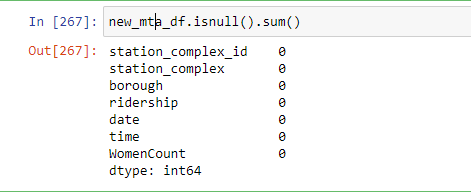 In [267]: new_mta_df.isnull().sum()
Out[267]: station_complex_id    0
station_complex       0
borough               0
ridership             0
date                  0
time                  0
WomenCount            0
dtype: int64